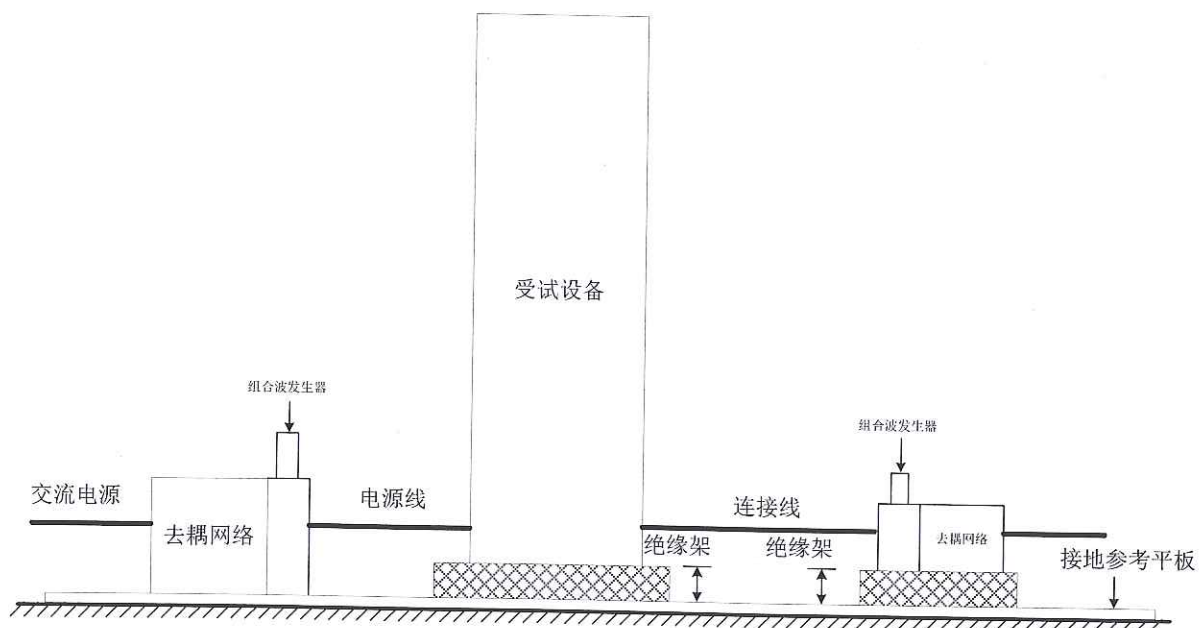 受试设备
组合波发生器
组合波发生器
交流电源
电源线
连接线
去耦网络
去耦网络
绝缘架
绝缘架
接地参考平板